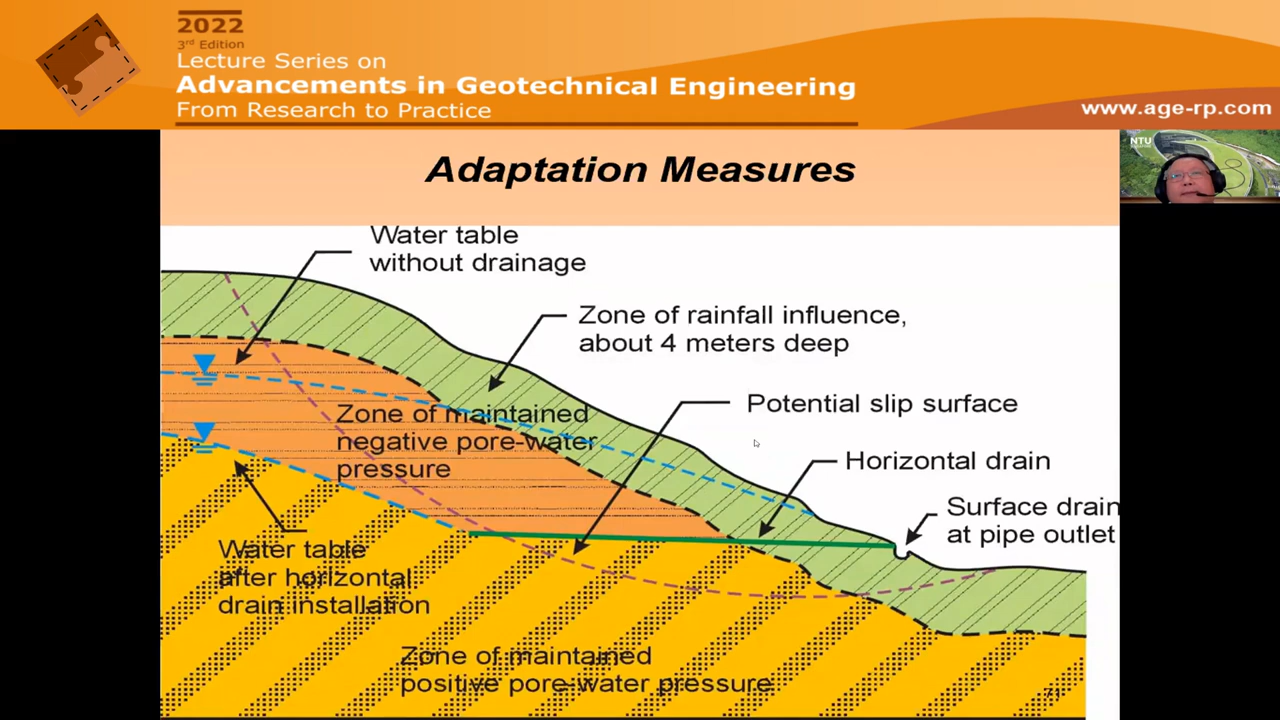 2022
3rd Edition
Lecture Series on
Advancements in Geotechnical Engineering
From Research to Practice
www.age-rp.com
NTU
Adaptation Measures
Water table
without drainage
Zone of rainfall influence,
about 4 meters deep
Potential slip surface
Zone of maintained
negative pore-water
pressure
Horizontal drain
Surface drain
at pipe outlet
Water table
after horizontal
drain installation
Zone of maintained
positive pore-water pressure
71